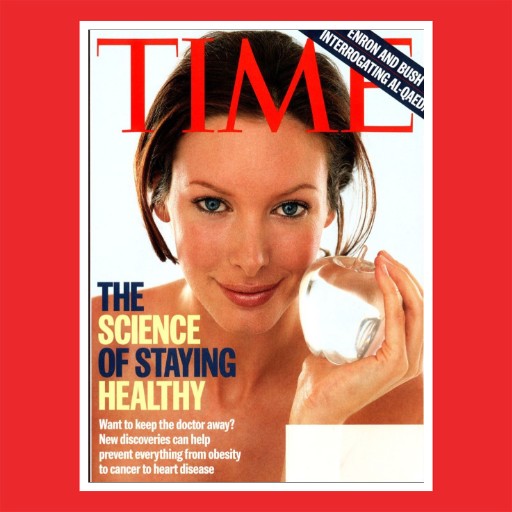 TIME
ENRON AND BUSH
INTERROGATING AL-QAEDA
THE
SCIENCE
OF STAYING
HEALTHY
Want to keep the doctor away?
New discoveries can help
prevent everything from obesity
to cancer to heart disease